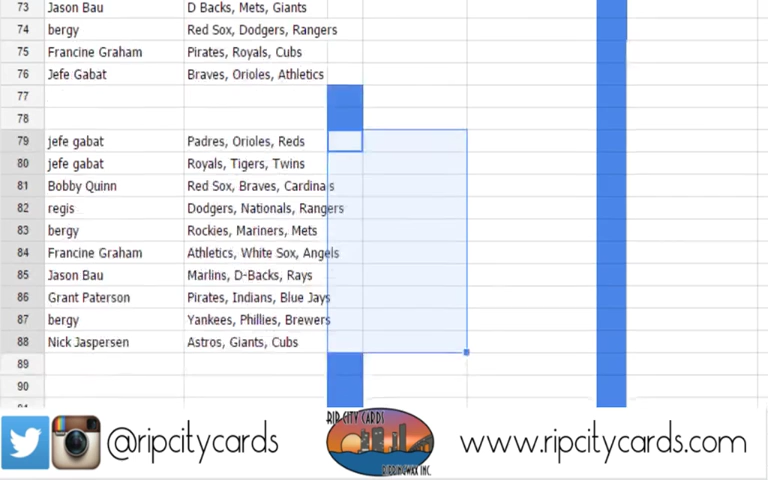 73 Jason Bau D Backs, Mets, Giants
74 bergy Red Sox, Dodgers, Rangers
75 Francine Graham Pirates, Royals, Cubs
76 Jefe Gabat Braves, Orioles, Athletics
77
78
79 jefe gabat Padres, Orioles, Reds
80 jefe gabat Royals, Tigers, Twins
81 Bobby Quinn Red Sox, Braves, Cardinals
82 regis Dodgers, Nationals, Rangers
83 bergy Rockies, Mariners, Mets
84 Francine Graham Athletics, White Sox, Angels
85 Jason Bau Marlins, D-Backs, Rays
86 Grant Paterson Pirates, Indians, Blue Jays
87 bergy Yankees, Phillies, Brewers
88 Nick Jaspersen Astros, Giants, Cubs
89
90
@ripcitycards RIP CITY CARDS www.ripcitycards.com
RIPPINGWAX INC.